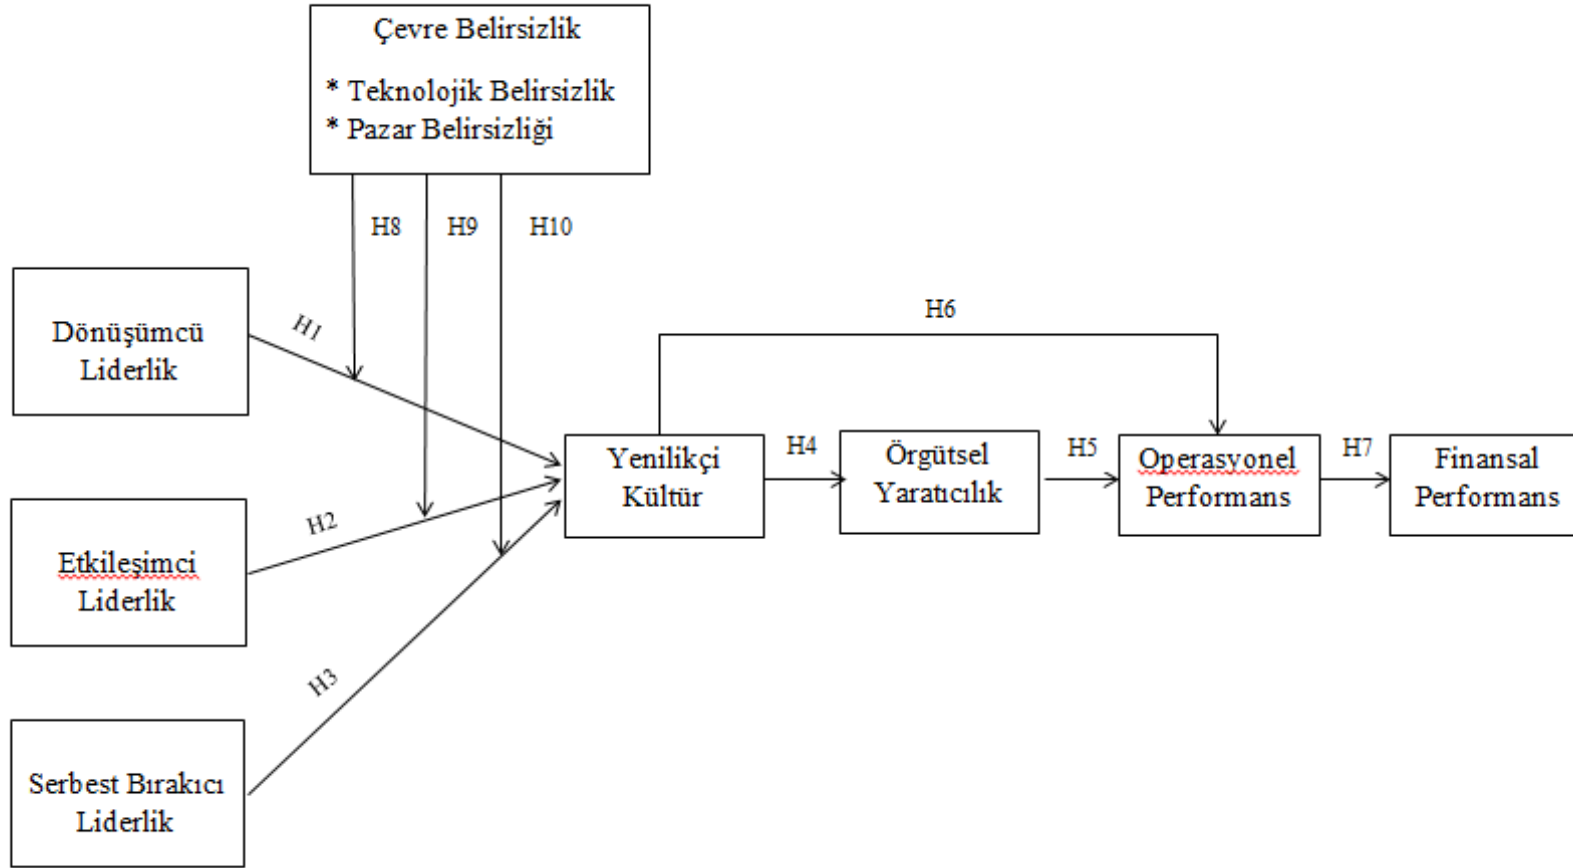 Çevre Belirsizlik
* Teknolojik Belirsizlik
* Pazar Belirsizliği
H8
H9
H10
Dönüşümcü
Liderlik
H1
H6
Yenilikçi
Kültür
H4
Örgütsel
Yaratıcılık
H5
Operasyonel
Performans
H7
Finansal
Performans
Etkileşimci
Liderlik
H2
H3
Serbest Bırakıcı
Liderlik